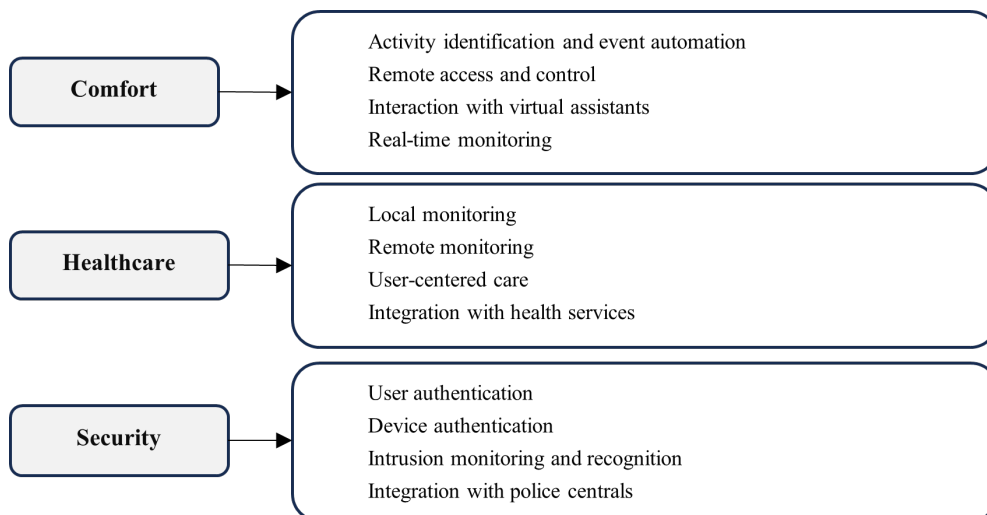 Comfort
Activity identification and event automation
Remote access and control
Interaction with virtual assistants
Real-time monitoring
Healthcare
Local monitoring
Remote monitoring
User-centered care
Integration with health services
Security
User authentication
Device authentication
Intrusion monitoring and recognition
Integration with police centrals